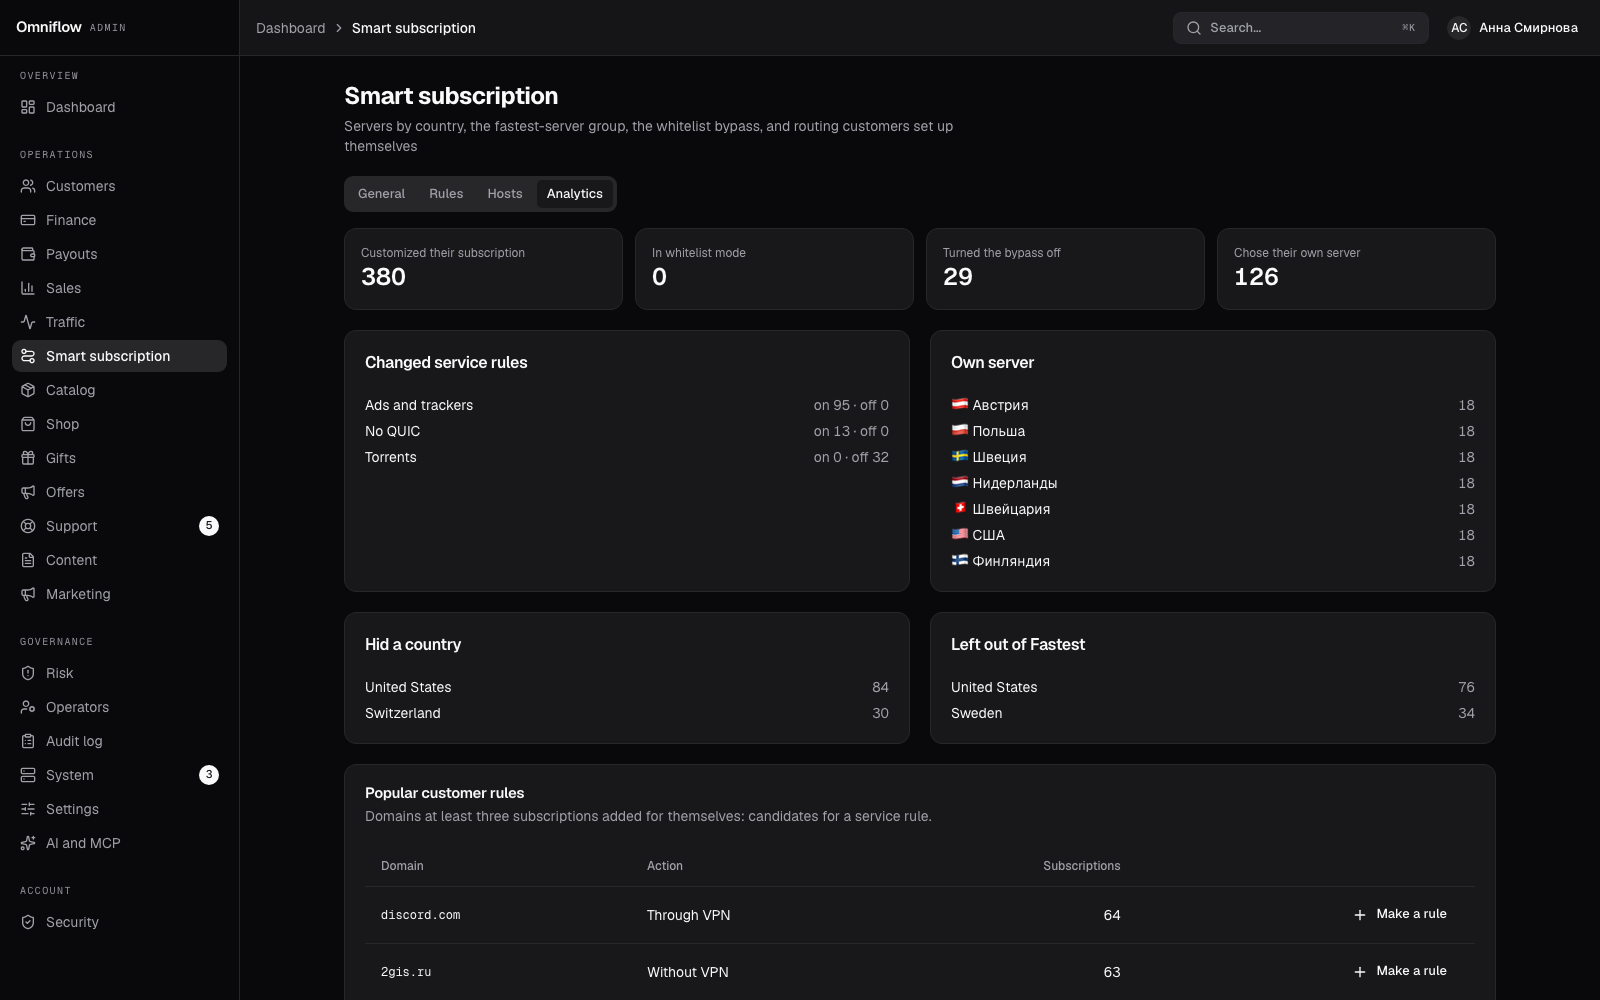 Omniflow ADMIN
Dashboard > Smart subscription
Search...
⌘K
AC
Анна Смирнова
OVERVIEW
Dashboard
OPERATIONS
Customers
Finance
Payouts
Sales
Traffic
Smart subscription
Catalog
Shop
Gifts
Offers
Support 5
Content
Marketing
GOVERNANCE
Risk
Operators
Audit log
System 3
Settings
AI and MCP
ACCOUNT
Security
Smart subscription
Servers by country, the fastest-server group, the whitelist bypass, and routing customers set up
themselves
General Rules Hosts Analytics
Customized their subscription
380
In whitelist mode
0
Turned the bypass off
29
Chose their own server
126
Changed service rules
Ads and trackers on 95 · off 0
No QUIC on 13 · off 0
Torrents on 0 · off 32
Own server
Австрия 18
Польша 18
Швеция 18
Нидерланды 18
Швейцария 18
США 18
Финляндия 18
Hid a country
United States 84
Switzerland 30
Left out of Fastest
United States 76
Sweden 34
Popular customer rules
Domains at least three subscriptions added for themselves: candidates for a service rule.
Domain Action Subscriptions
discord.com Through VPN 64 + Make a rule
2gis.ru Without VPN 63 + Make a rule